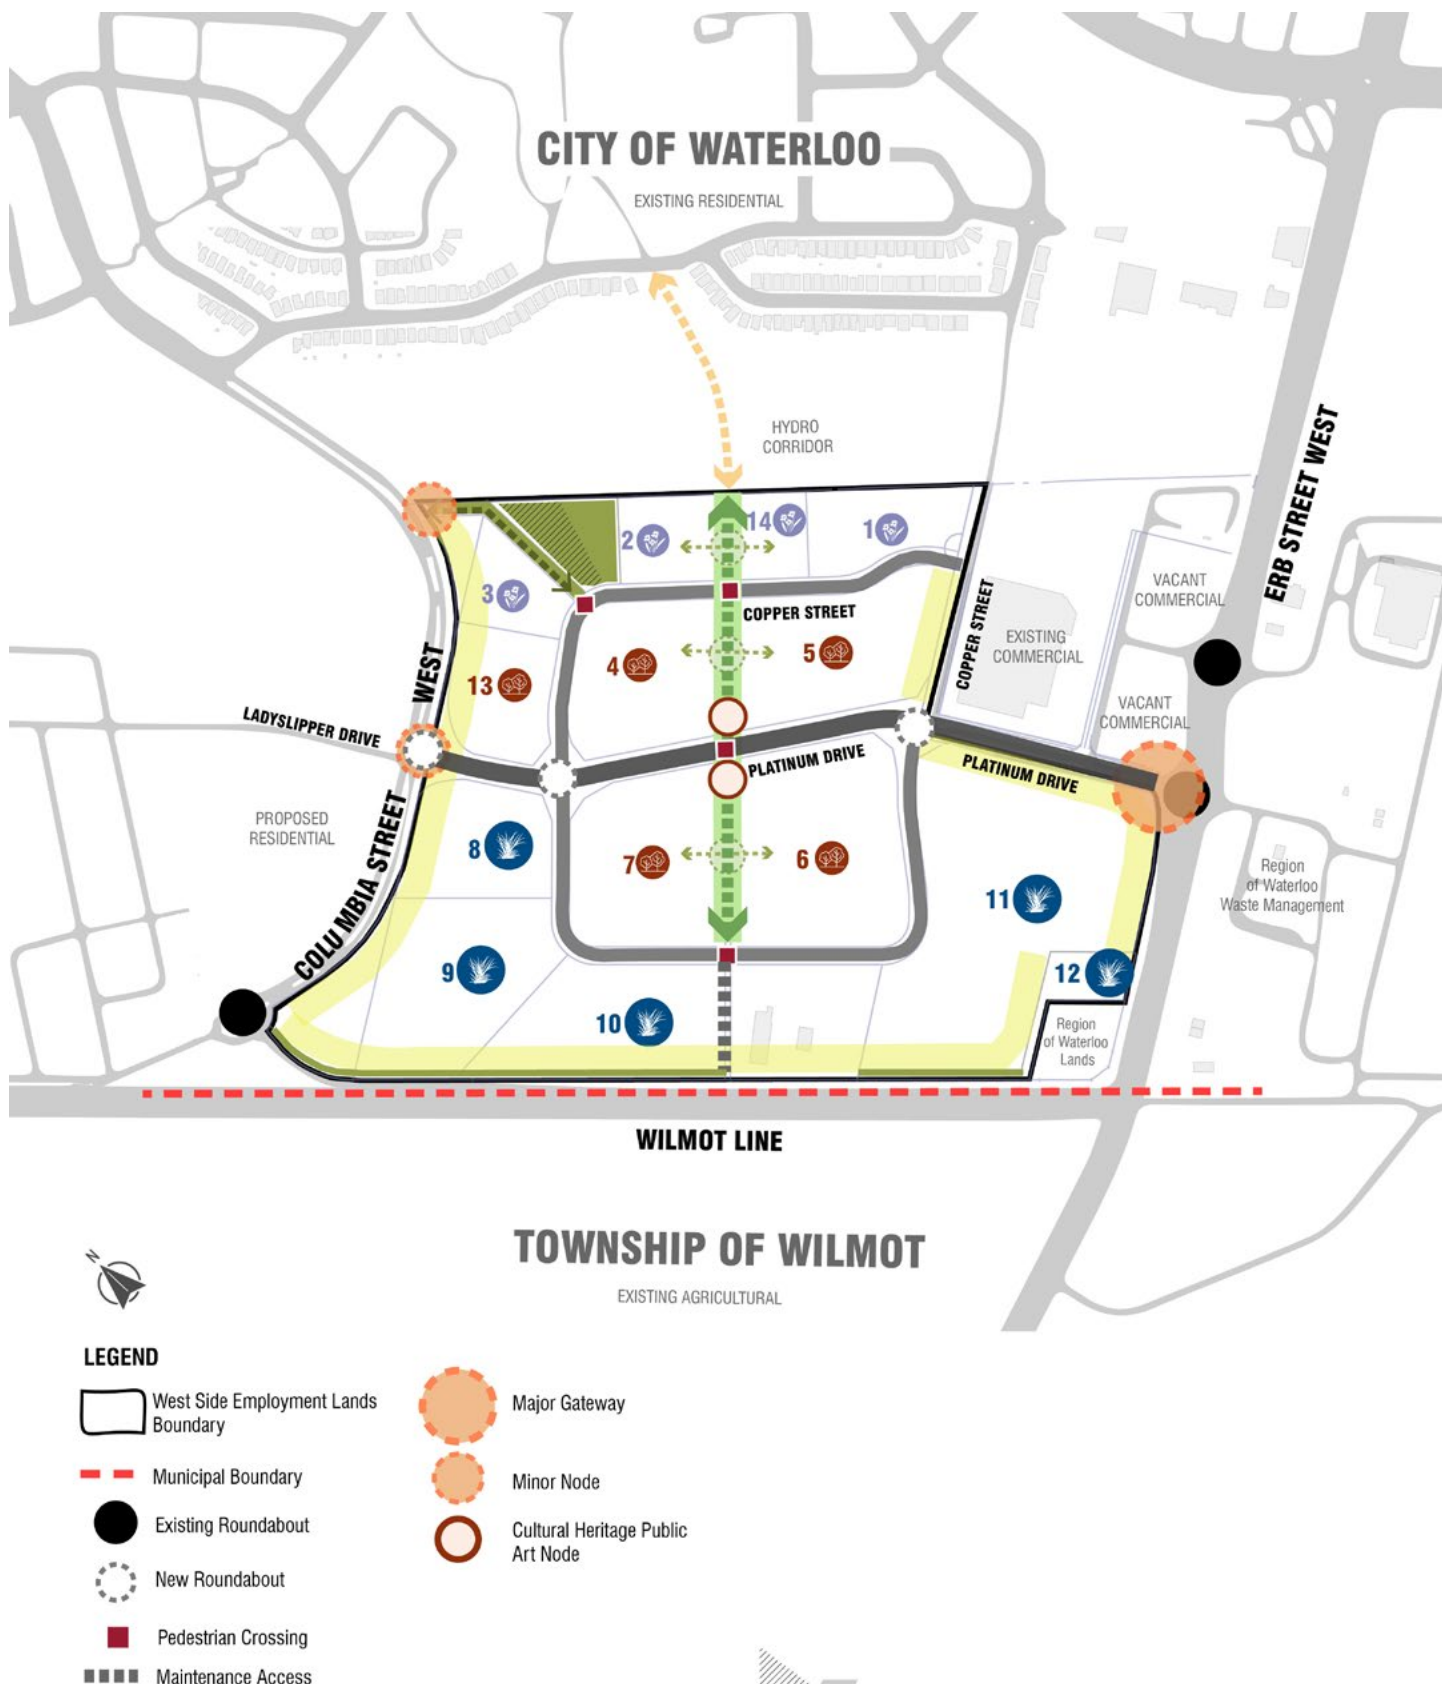 CITY OF WATERLOO
EXISTING RESIDENTIAL
HYDRO
CORRIDOR
ERB STREET WEST
2
14
1
3
COPPER STREET
COPPER STREET
EXISTING
COMMERCIAL
VACANT
COMMERCIAL
WEST
4
5
13
VACANT
COMMERCIAL
LADYSLIPPER DRIVE
PLATINUM DRIVE
PLATINUM DRIVE
PROPOSED
RESIDENTIAL
COLUMBIA STREET
8
7
6
11
Region
of Waterloo
Waste Management
9
12
10
Region
of Waterloo
Lands
WILMOT LINE
TOWNSHIP OF WILMOT
EXISTING AGRICULTURAL
N
LEGEND
West Side Employment Lands
Boundary
Municipal Boundary
Existing Roundabout
New Roundabout
Pedestrian Crossing
Maintenance Access
Major Gateway
Minor Node
Cultural Heritage Public
Art Node